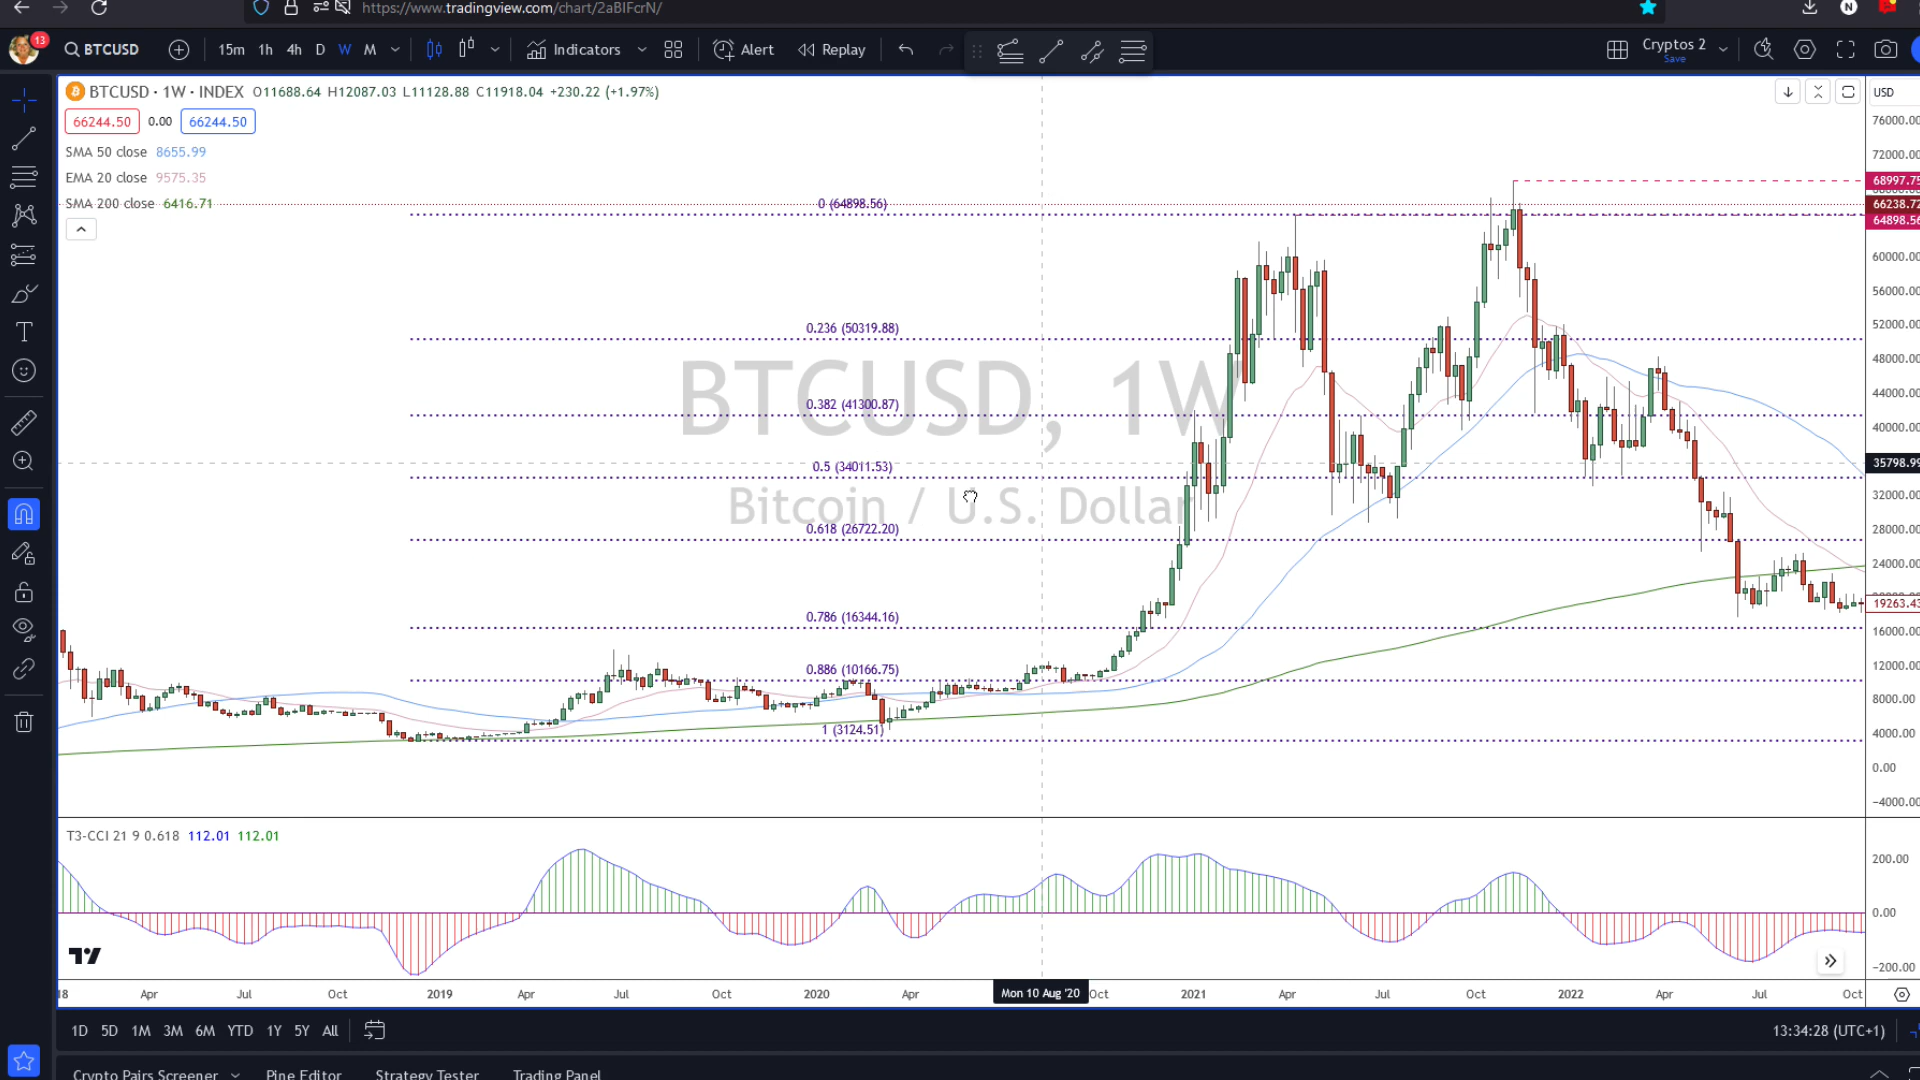 https://www.tradingview.com/chart/2aBIFcrN/
N
13
BTCUSD
15m 1h 4h D W M
Indicators
Alert
Replay
Cryptos 2
Save
BTCUSD · 1W · INDEX O11688.64 H12087.03 L11128.88 C11918.04 +230.22 (+1.97%)
USD
66244.50 0.00 66244.50
SMA 50 close 8655.99
EMA 20 close 9575.35
SMA 200 close 6416.71
BTCUSD, 1W
Bitcoin / U.S. Dollar
0 (64898.56)
0.236 (50319.88)
0.382 (41300.87)
0.5 (34011.53)
0.618 (26722.20)
0.786 (16344.16)
0.886 (10166.75)
1 (3124.51)
76000.00
72000.00
68997.75
66238.72
64898.56
60000.00
56000.00
52000.00
48000.00
44000.00
40000.00
35798.99
32000.00
28000.00
24000.00
19263.43
16000.00
12000.00
8000.00
4000.00
0.00
−4000.00
T3-CCI 21 9 0.618 112.01 112.01
200.00
0.00
−200.00
18 Apr Jul Oct 2019 Apr Jul Oct 2020 Apr Mon 10 Aug '20 Oct 2021 Apr Jul Oct 2022 Apr Jul Oct
1D 5D 1M 3M 6M YTD 1Y 5Y All
13:34:28 (UTC+1)
Crypto Pairs Screener Pine Editor Strategy Tester Trading Panel